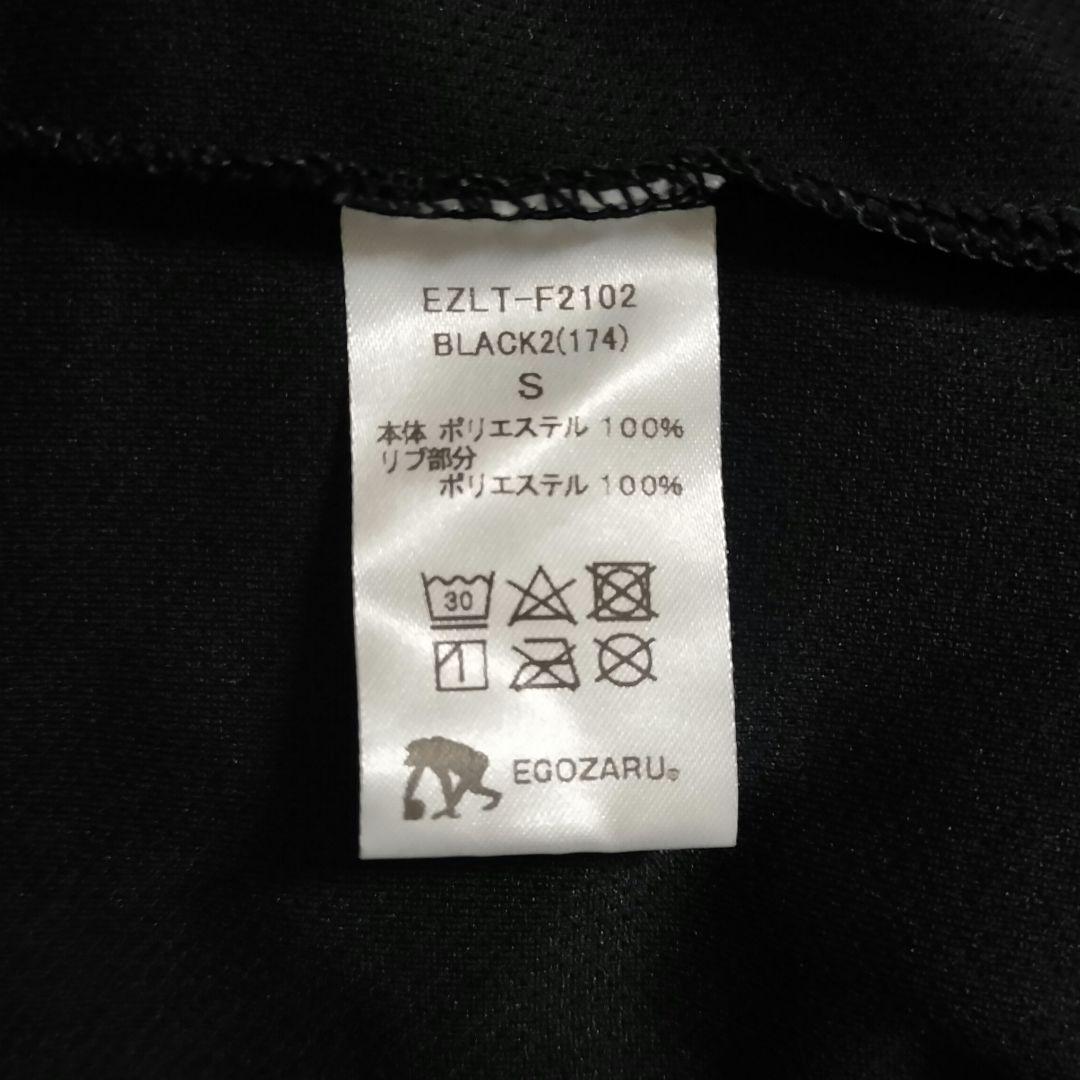 EZLT-F2102
BLACK2(174)
S
本体 ポリエステル 100%
リブ部分
ポリエステル 100%
30
EGOZARU®